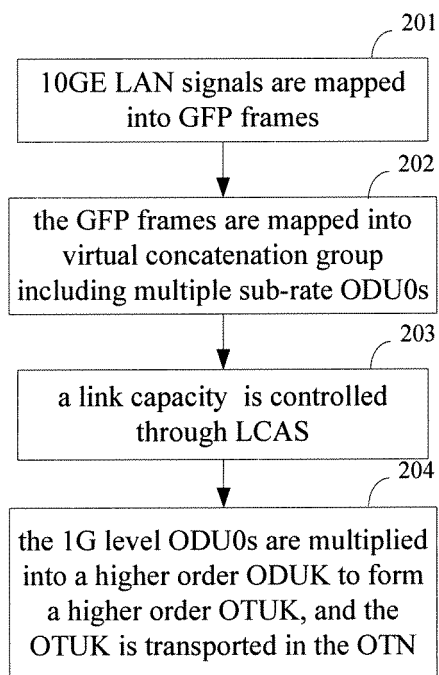 201
10GE LAN signals are mapped
into GFP frames
202
the GFP frames are mapped into
virtual concatenation group
including multiple sub-rate ODU0s
203
a link capacity is controlled
through LCAS
204
the 1G level ODU0s are multiplied
into a higher order ODUK to form
a higher order OTUK, and the
OTUK is transported in the OTN